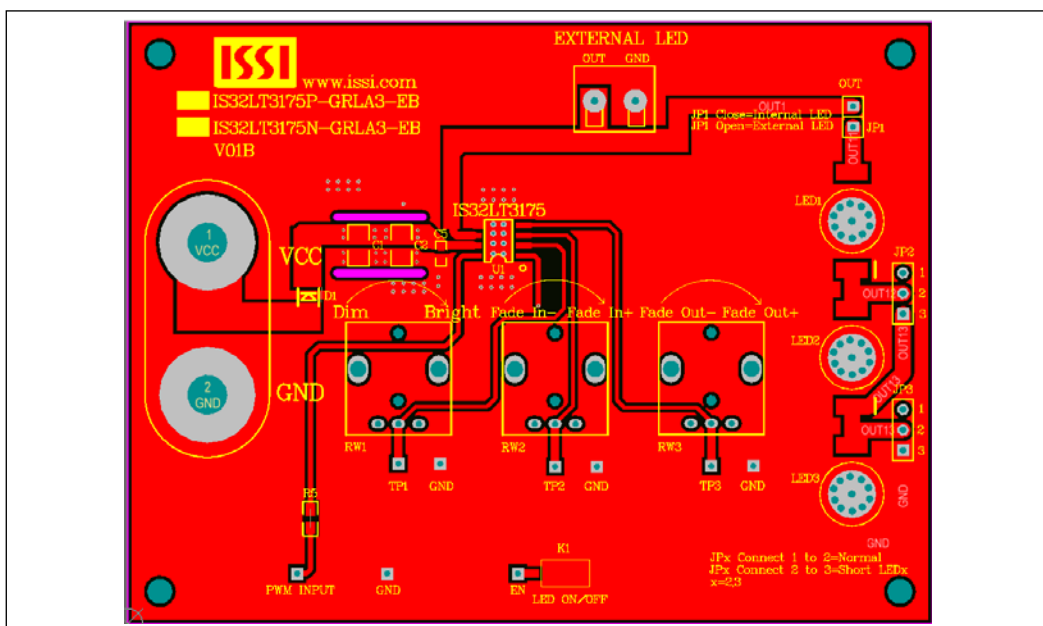 EXTERNAL LED
ISSI
www.issi.com
OUT GND
OUT
IS32LT3175P-GRLA3-EB
OUT1
JP1 Close=Internal LED
JP1 Open=External LED
JP1
IS32LT3175N-GRLA3-EB
V01B
OUT11
LED1
IS32LT3175
1
VCC
VCC
C1
C2
C3
U1
JP2
1
OUT12
2
3
D1
Dim Bright
Fade In- Fade In+
Fade Out- Fade Out+
LED2
OUT13
OUT13
2
GND
GND
JP3
1
OUT13
2
3
RW1
RW2
RW3
TP1 GND
TP2 GND
TP3 GND
LED3
GND
R5
GND
K1
JPx Connect 1 to 2=Normal
JPx Connect 2 to 3=Short LEDx
x=2,3
PWM INPUT
GND
EN
LED ON/OFF